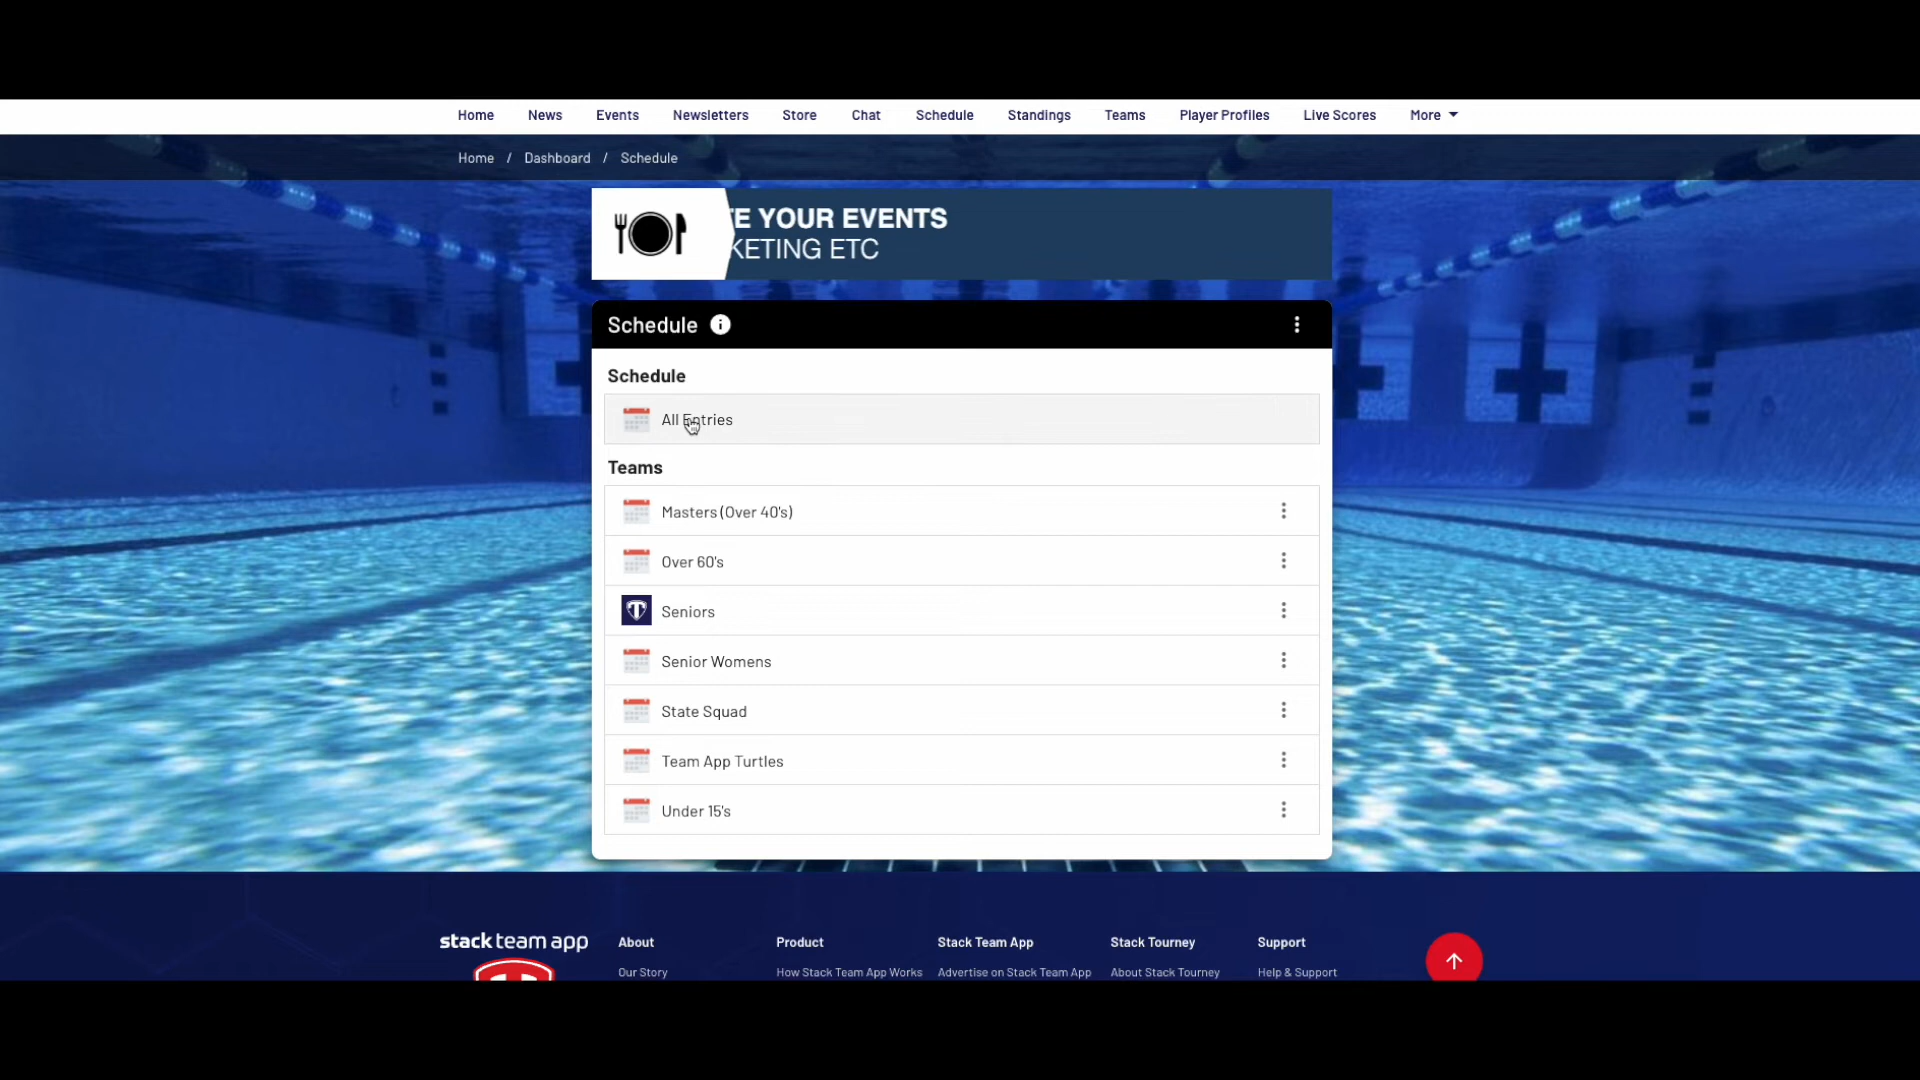 Home News Events Newsletters Store Chat Schedule Standings Teams Player Profiles Live Scores More
Home / Dashboard / Schedule
E YOUR EVENTS
KETING ETC
Schedule i
Schedule
All Entries
Teams
Masters (Over 40's)
Over 60's
Seniors
Senior Womens
State Squad
Team App Turtles
Under 15's
stack team app About Product Stack Team App Stack Tourney Support
Our Story How Stack Team App Works Advertise on Stack Team App About Stack Tourney Help & Support